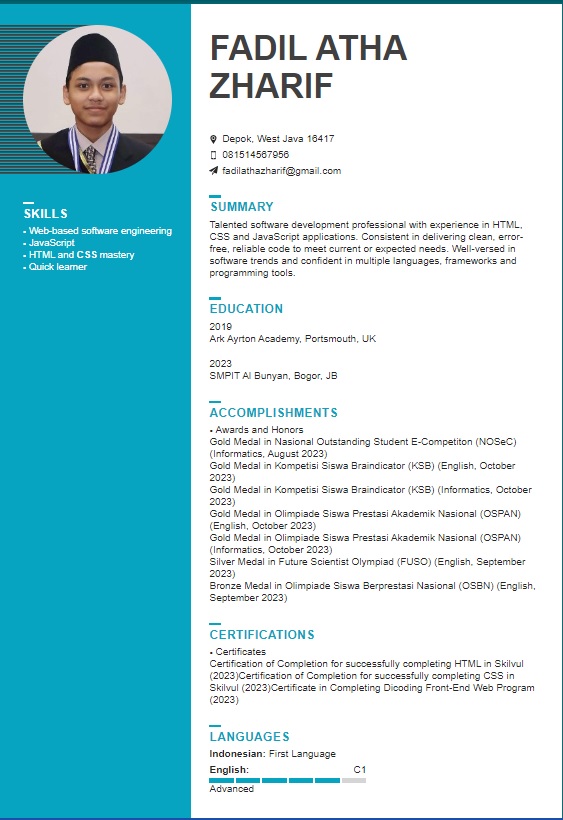 FADIL ATHA
ZHARIF
Depok, West Java 16417
081514567956
fadilathazharif@gmail.com
SKILLS
• Web-based software engineering
• JavaScript
• HTML and CSS mastery
• Quick learner
SUMMARY
Talented software development professional with experience in HTML,
CSS and JavaScript applications. Consistent in delivering clean, error-
free, reliable code to meet current or expected needs. Well-versed in
software trends and confident in multiple languages, frameworks and
programming tools.
EDUCATION
2019
Ark Ayrton Academy, Portsmouth, UK
2023
SMPIT Al Bunyan, Bogor, JB
ACCOMPLISHMENTS
• Awards and Honors
Gold Medal in Nasional Outstanding Student E-Competiton (NOSeC)
(Informatics, August 2023)
Gold Medal in Kompetisi Siswa Braindicator (KSB) (English, October
2023)
Gold Medal in Kompetisi Siswa Braindicator (KSB) (Informatics, October
2023)
Gold Medal in Olimpiade Siswa Prestasi Akademik Nasional (OSPAN)
(English, October 2023)
Gold Medal in Olimpiade Siswa Prestasi Akademik Nasional (OSPAN)
(Informatics, October 2023)
Silver Medal in Future Scientist Olympiad (FUSO) (English, September
2023)
Bronze Medal in Olimpiade Siswa Berprestasi Nasional (OSBN) (English,
September 2023)
CERTIFICATIONS
• Certificates
Certification of Completion for successfully completing HTML in Skilvul
(2023)Certification of Completion for successfully completing CSS in
Skilvul (2023)Certificate in Completing Dicoding Front-End Web Program
(2023)
LANGUAGES
Indonesian: First Language
English: C1
Advanced